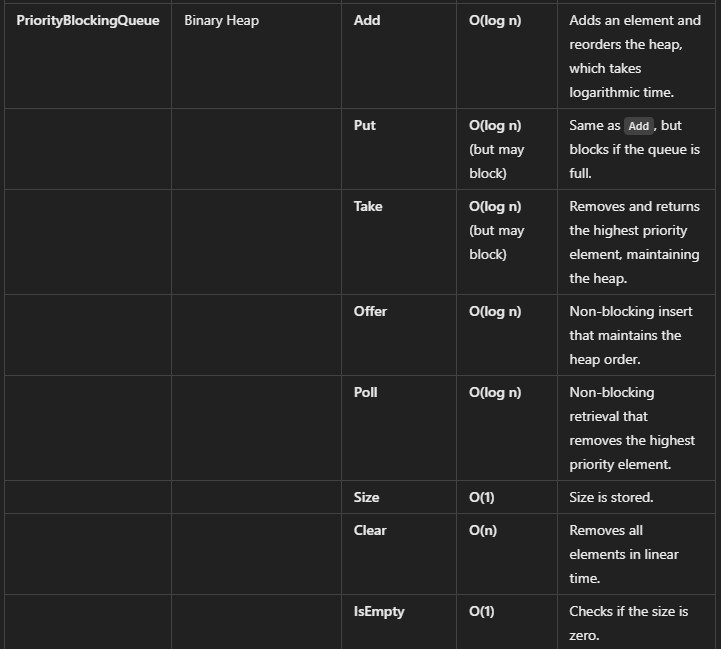 PriorityBlockingQueue Binary Heap Add O(log n) Adds an element and
reorders the heap,
which takes
logarithmic time.
Put O(log n) Same as Add , but
(but may blocks if the queue is
block) full.
Take O(log n) Removes and returns
(but may the highest priority
block) element, maintaining
the heap.
Offer O(log n) Non-blocking insert
that maintains the
heap order.
Poll O(log n) Non-blocking
retrieval that
removes the highest
priority element.
Size O(1) Size is stored.
Clear O(n) Removes all
elements in linear
time.
IsEmpty O(1) Checks if the size is
zero.